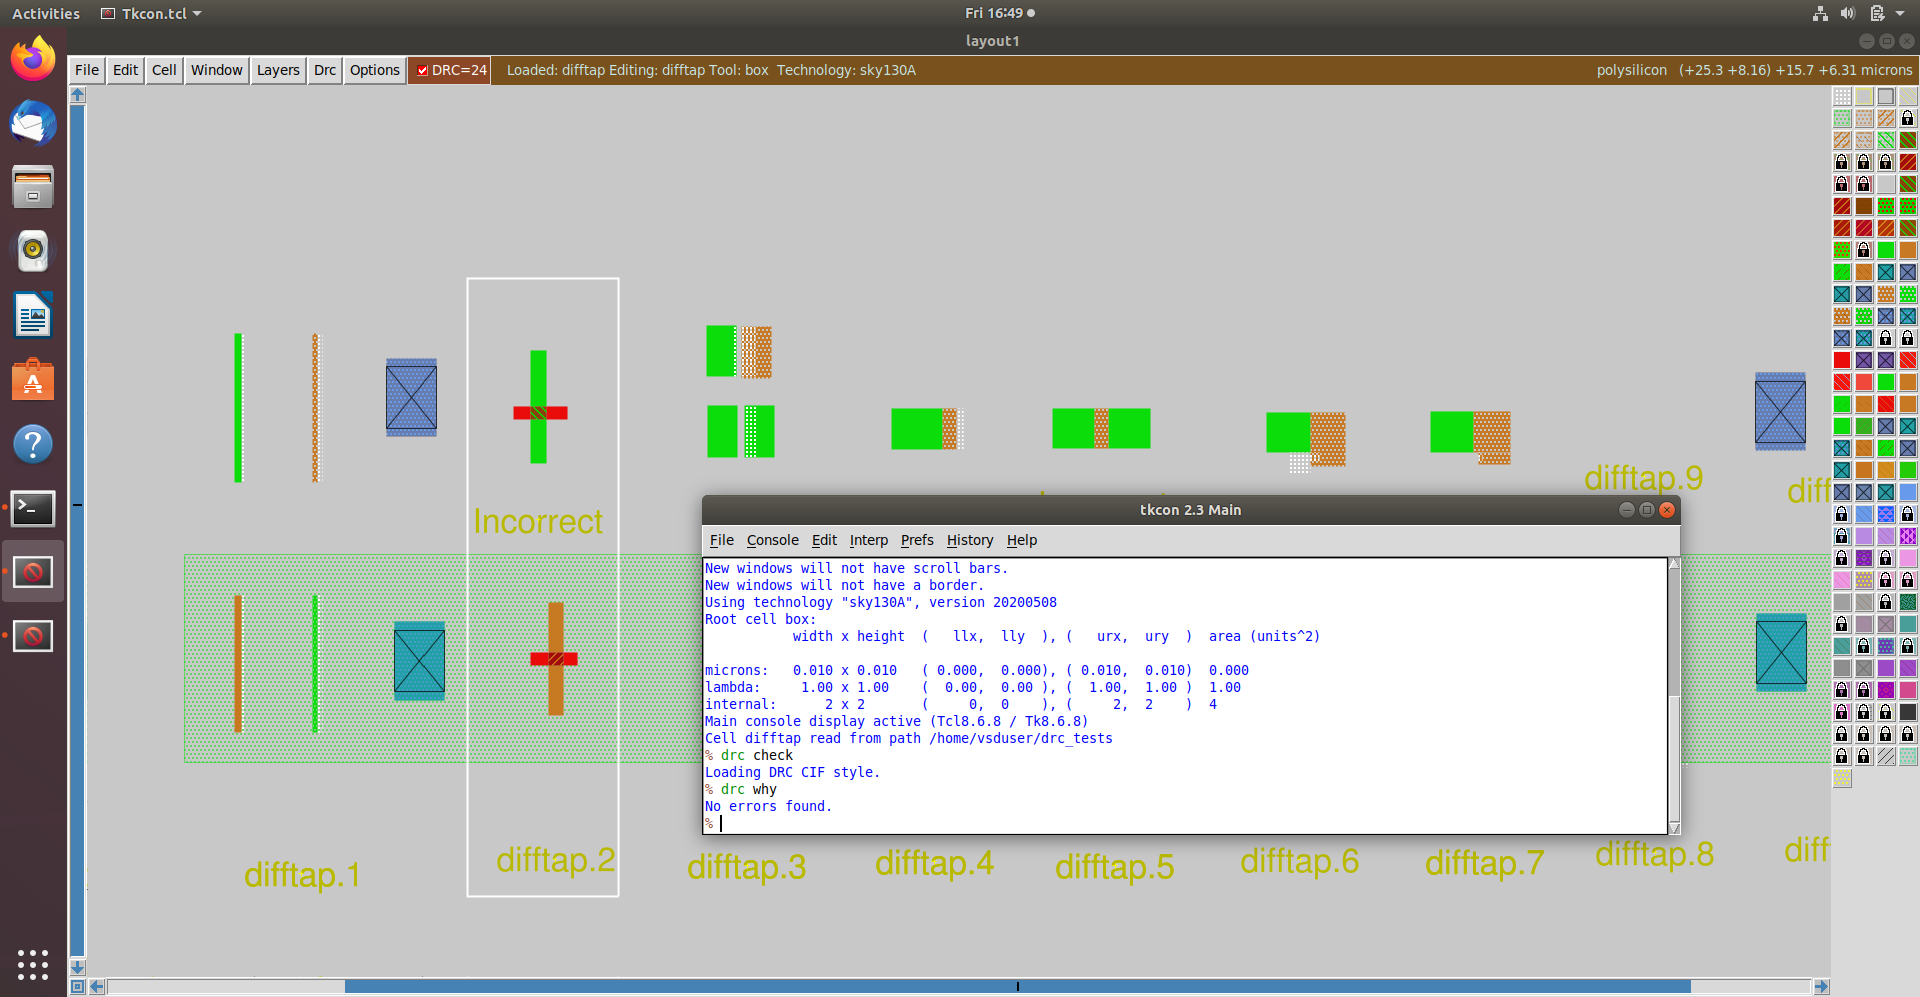 Activities Tkcon.tcl Fri 16:49
layout1
File Edit Cell Window Layers Drc Options DRC=24 Loaded: difftap Editing: difftap Tool: box Technology: sky130A polysilicon (+25.3 +8.16) +15.7 +6.31 microns
difftap.9
diff
Incorrect
tkcon 2.3 Main
File Console Edit Interp Prefs History Help
New windows will not have scroll bars.
New windows will not have a border.
Using technology "sky130A", version 20200508
Root cell box:
width x height ( llx, lly ), ( urx, ury ) area (units^2)
microns: 0.010 x 0.010 ( 0.000, 0.000), ( 0.010, 0.010) 0.000
lambda: 1.00 x 1.00 ( 0.00, 0.00 ), ( 1.00, 1.00 ) 1.00
internal: 2 x 2 ( 0, 0 ), ( 2, 2 ) 4
Main console display active (Tcl8.6.8 / Tk8.6.8)
Cell difftap read from path /home/vsduser/drc_tests
% drc check
Loading DRC CIF style.
% drc why
No errors found.
%
difftap.1 difftap.2 difftap.3 difftap.4 difftap.5 difftap.6 difftap.7 difftap.8 diff